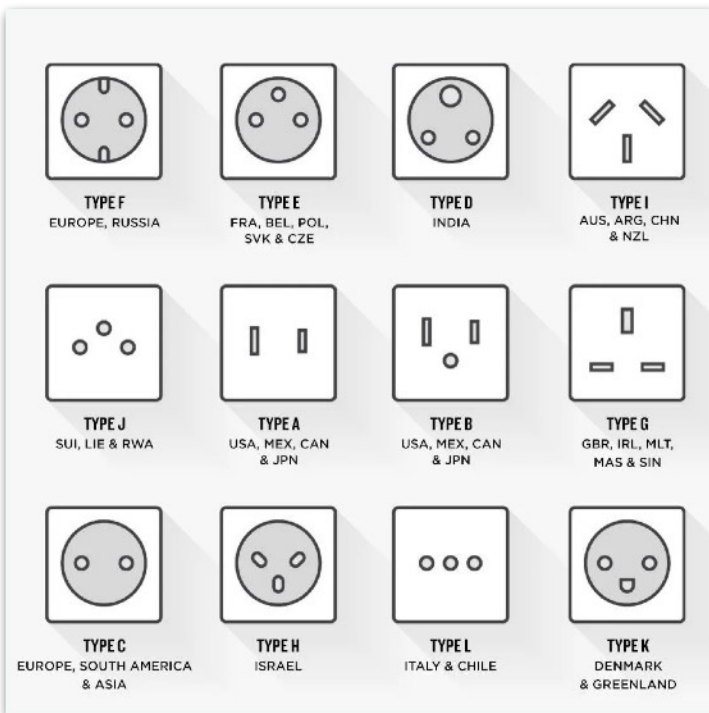 TYPE F
EUROPE, RUSSIA
TYPE E
FRA, BEL, POL,
SVK & CZE
TYPE D
INDIA
TYPE I
AUS, ARG, CHN
& NZL
TYPE J
SUI, LIE & RWA
TYPE A
USA, MEX, CAN
& JPN
TYPE B
USA, MEX, CAN
& JPN
TYPE G
GBR, IRL, MLT,
MAS & SIN
TYPE C
EUROPE, SOUTH AMERICA
& ASIA
TYPE H
ISRAEL
TYPE L
ITALY & CHILE
TYPE K
DENMARK
& GREENLAND